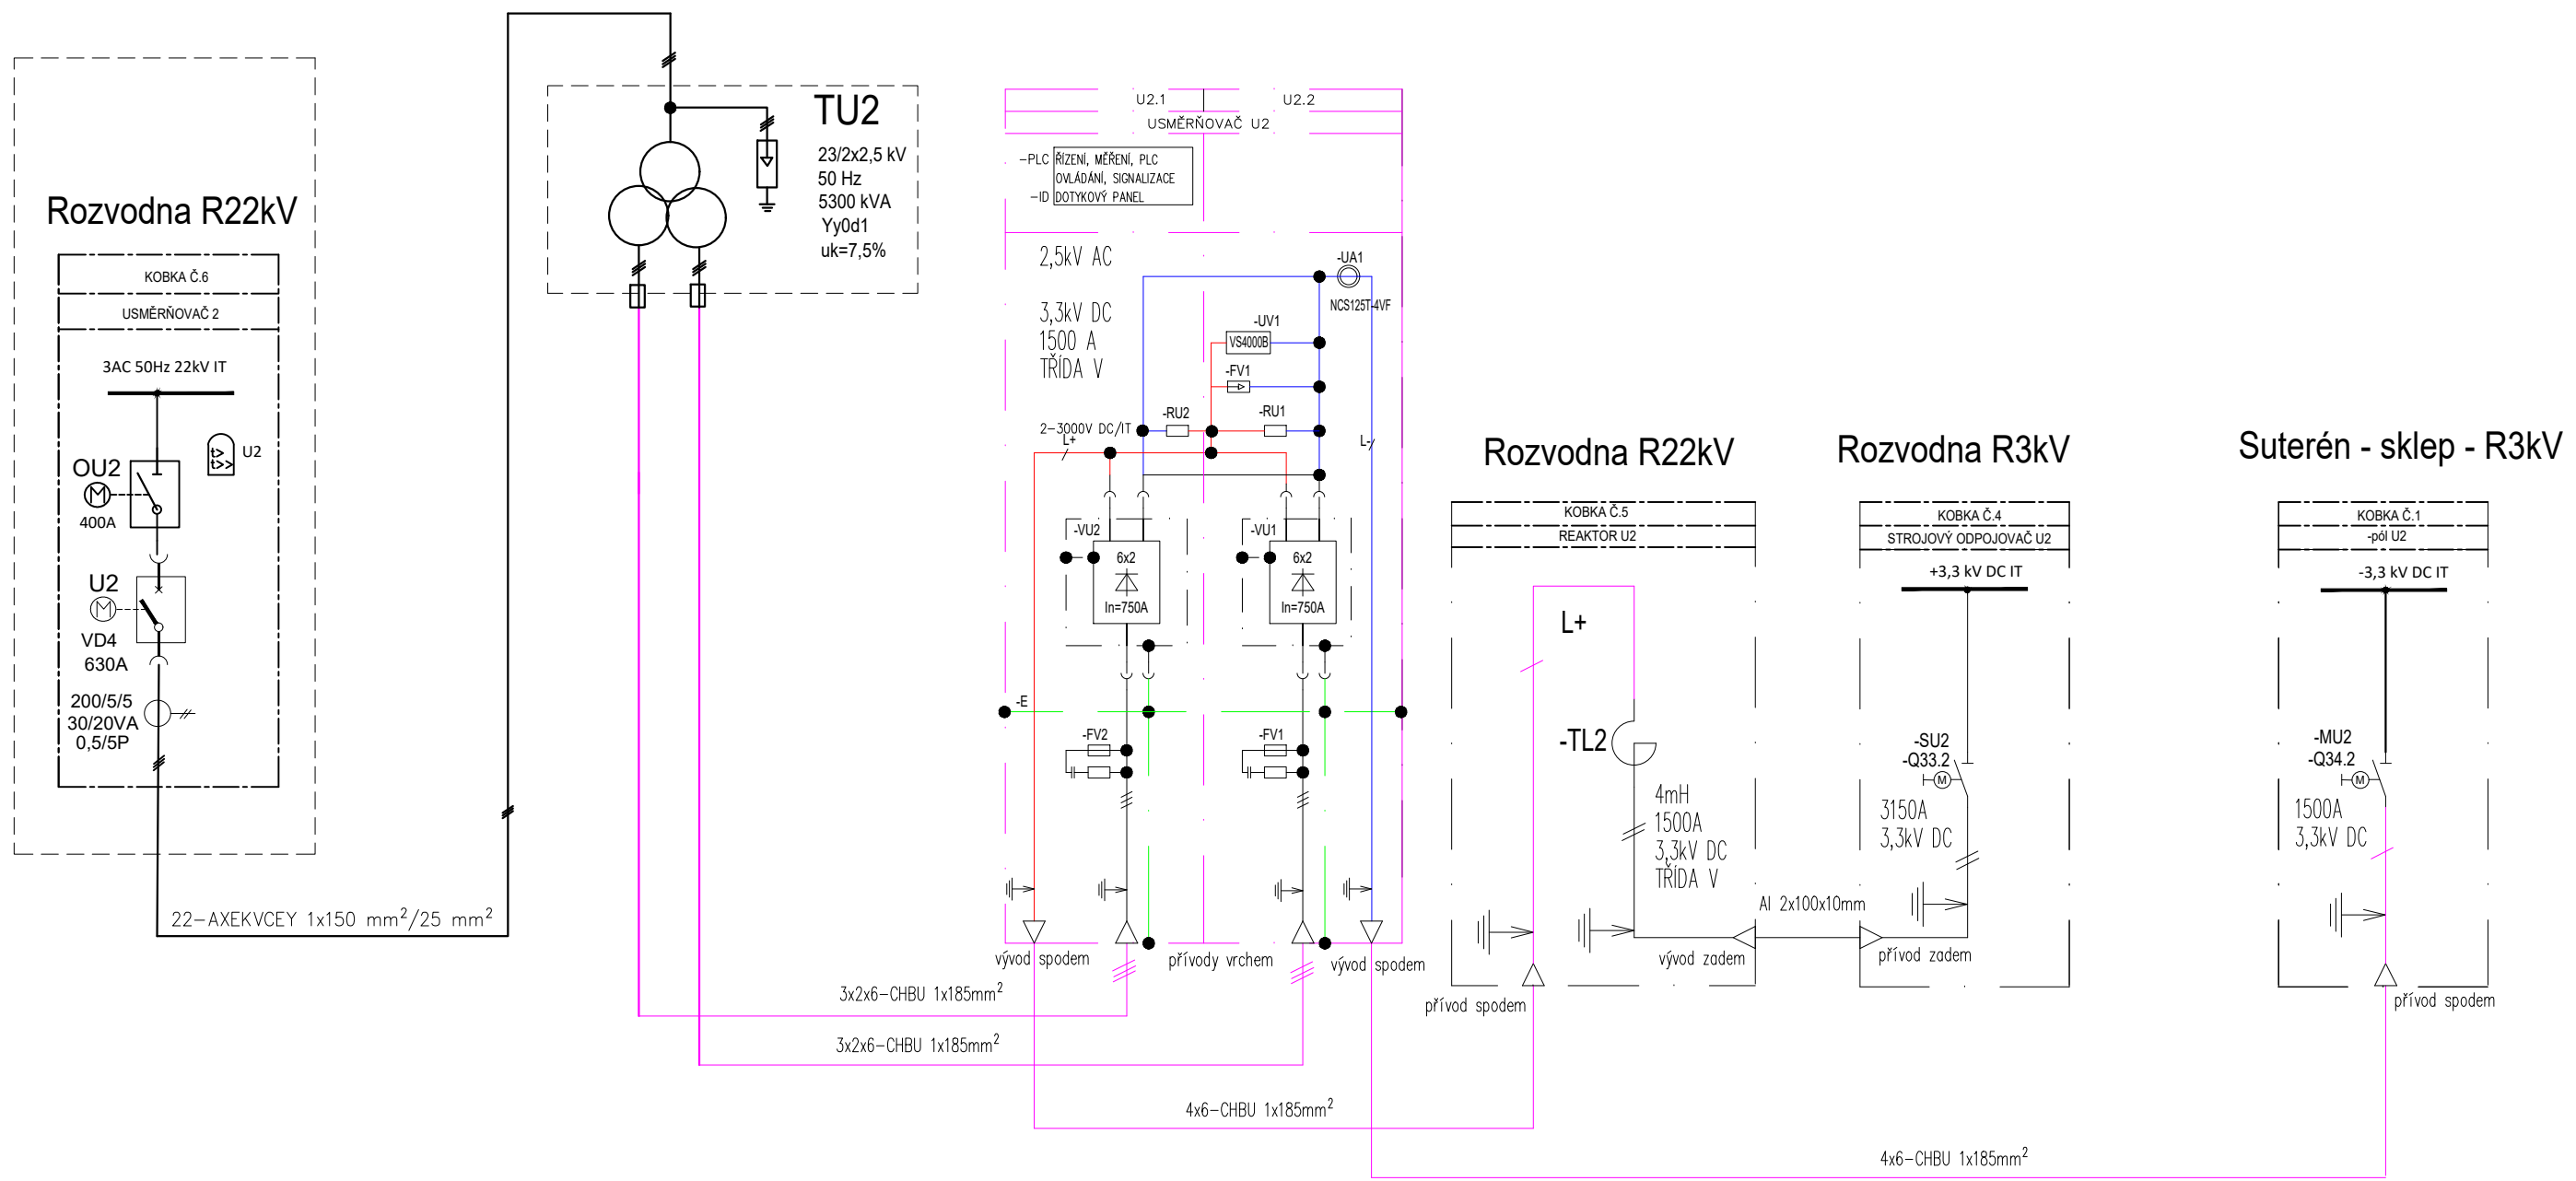 Rozvodna R22kV
KOBKA Č.6
USMĚRŇOVAČ 2
3AC 50Hz 22kV IT
OU2
M
400A
t>
t>>
U2
U2
M
VD4
630A
200/5/5
30/20VA
0,5/5P
22-AXEKVCEY 1x150 mm²/25 mm²
TU2
23/2x2,5 kV
50 Hz
5300 kVA
Yy0d1
uk=7,5%
U2.1
U2.2
USMĚRŇOVAČ U2
-PLC
ŘÍZENÍ, MĚŘENÍ, PLC
OVLÁDÁNÍ, SIGNALIZACE
-ID
DOTYKOVÝ PANEL
2,5kV AC
3,3kV DC
1500 A
TŘÍDA V
-UA1
NCS125T-4VF
-UV1
VS4000B
-FV1
-RU2
-RU1
2-3000V DC/IT
L+
L-
-VU2
6x2
In=750A
-VU1
6x2
In=750A
-E
-FV2
-FV1
vývod spodem
přívody vrchem
vývod spodem
3x2x6-CHBU 1x185mm²
3x2x6-CHBU 1x185mm²
4x6-CHBU 1x185mm²
4x6-CHBU 1x185mm²
Rozvodna R22kV
KOBKA Č.5
REAKTOR U2
L+
-TL2
4mH
1500A
3,3kV DC
TŘÍDA V
přívod spodem
vývod zadem
Al 2x100x10mm
Rozvodna R3kV
KOBKA Č.4
STROJOVÝ ODPOJOVAČ U2
+3,3 kV DC IT
-SU2
-Q33.2
M
3150A
3,3kV DC
přívod zadem
Suterén - sklep - R3kV
KOBKA Č.1
-pól U2
-3,3 kV DC IT
-MU2
-Q34.2
M
1500A
3,3kV DC
přívod spodem